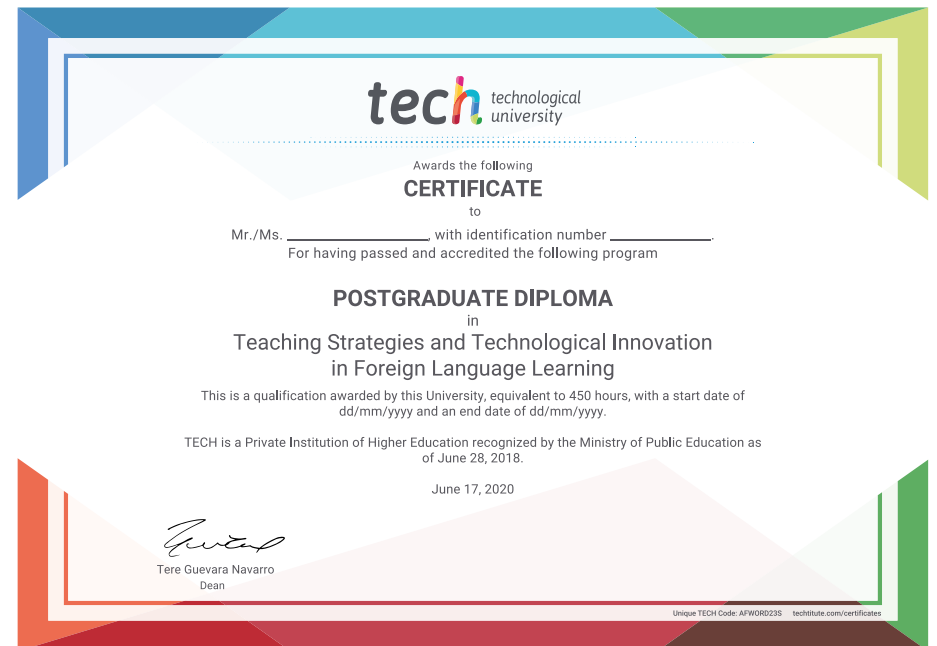 tech technological
university
Awards the following
CERTIFICATE
to
Mr./Ms. ________________, with identification number ____________.
For having passed and accredited the following program
POSTGRADUATE DIPLOMA
in
Teaching Strategies and Technological Innovation
in Foreign Language Learning
This is a qualification awarded by this University, equivalent to 450 hours, with a start date of
dd/mm/yyyy and an end date of dd/mm/yyyy.
TECH is a Private Institution of Higher Education recognized by the Ministry of Public Education as
of June 28, 2018.
June 17, 2020
Tere Guevara Navarro
Dean
Unique TECH Code: AFWORD23S techtitute.com/certificates